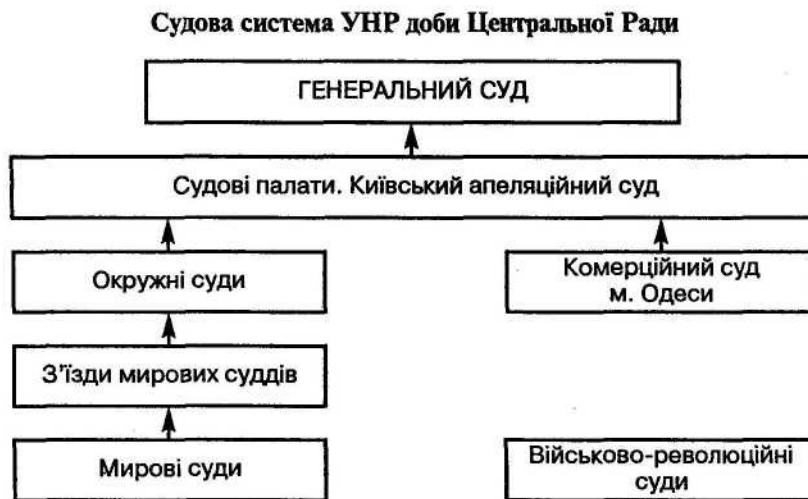 Судова система УНР доби Центральної Ради
ГЕНЕРАЛЬНИЙ СУД
Судові палати. Київський апеляційний суд
Окружні суди
Комерційний суд
м. Одеси
З'їзди мирових суддів
Мирові суди
Військово-революційні
суди